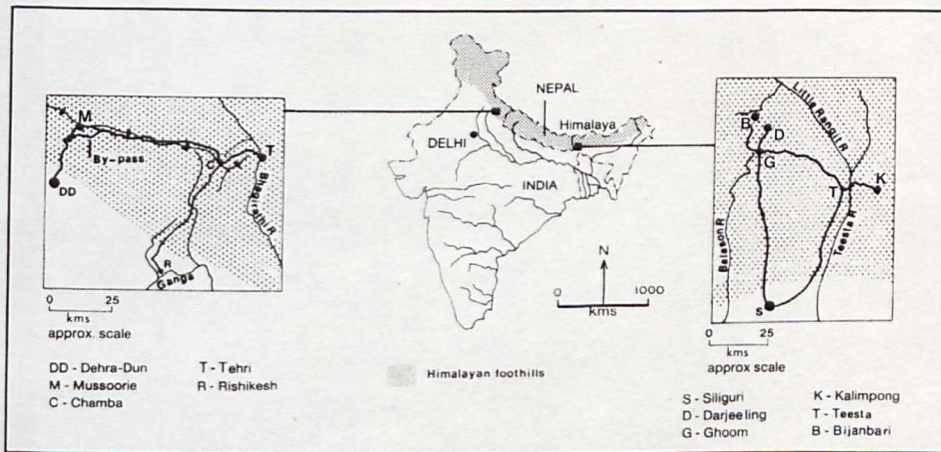 M
By-pass
DD
C
T
Bhagirathi R
R
Ganga
0 25
kms
approx. scale
DD - Dehra-Dun
M - Mussoorie
C - Chamba
T - Tehri
R - Rishikesh
NEPAL
Himalaya
DELHI
INDIA
N
0 1000
kms
Himalayan foothills
B
D
G
Little Rangit R
K
T
Balason R
Teesta R
S
0 25
kms
approx scale
S - Siliguri
D - Darjeeling
G - Ghoom
K - Kalimpong
T - Teesta
B - Bijanbari